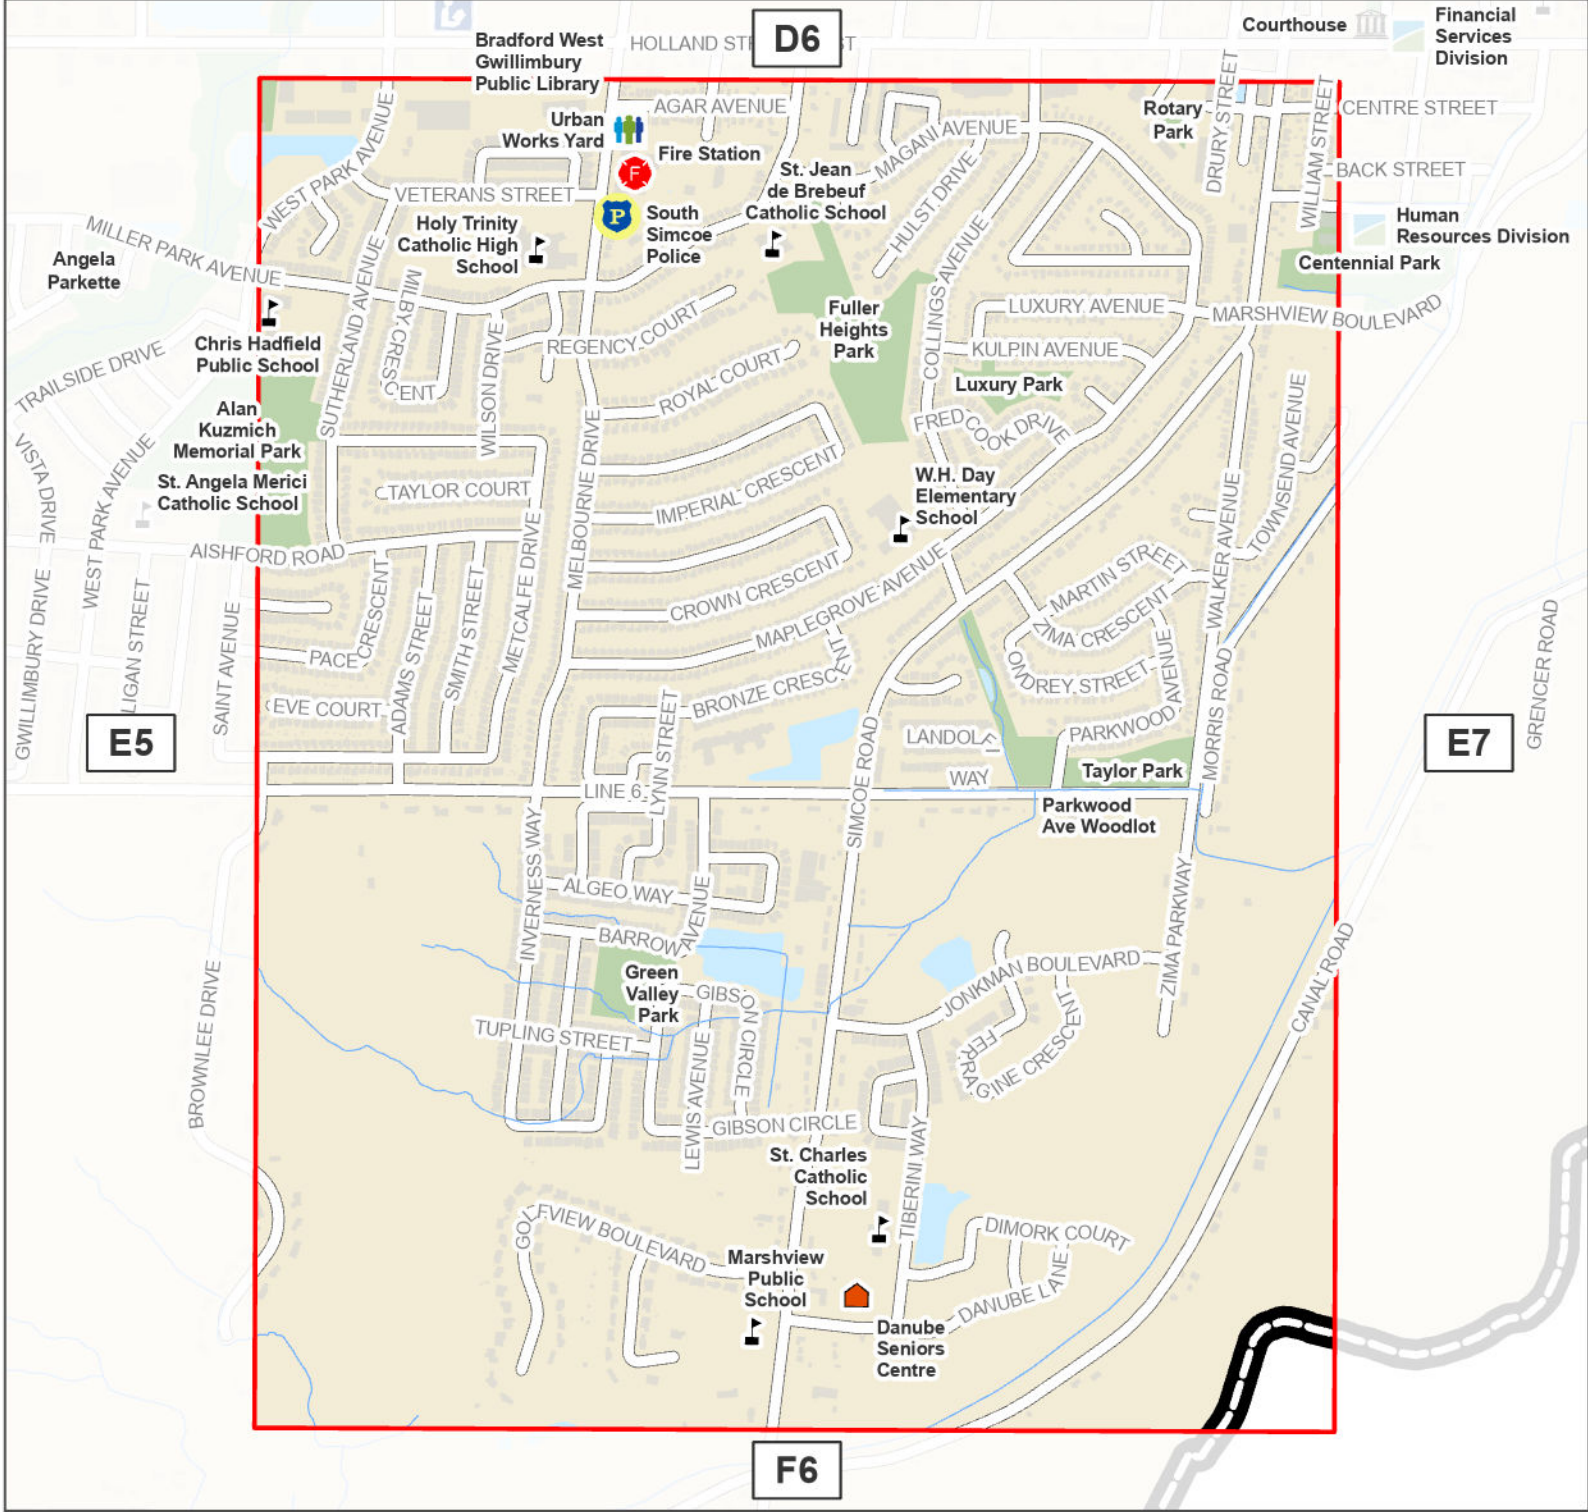 D6
HOLLAND ST
ST
Courthouse
Financial
Services
Division
Bradford West
Gwillimbury
Public Library
AGAR AVENUE
Urban
Works Yard
Fire Station
F
P
South
Simcoe
Police
St. Jean
de Brebeuf
Catholic School
MAGANI AVENUE
Rotary
Park
DRURY STREET
WILLIAM STREET
CENTRE STREET
BACK STREET
Human
Resources Division
Centennial Park
WEST PARK AVENUE
VETERANS STREET
Holy Trinity
Catholic High
School
HULST DRIVE
COLLINGS AVENUE
MILLER PARK AVENUE
Angela
Parkette
SUTHERLAND AVENUE
MILBY CRESCENT
WILSON DRIVE
REGENCY COURT
Fuller
Heights
Park
LUXURY AVENUE
MARSHVIEW BOULEVARD
KULPIN AVENUE
Chris Hadfield
Public School
TRAILSIDE DRIVE
ROYAL COURT
Luxury Park
FRED COOK DRIVE
Alan
Kuzmich
Memorial Park
St. Angela Merici
Catholic School
VISTA DRIVE
WEST PARK AVENUE
MELBOURNE DRIVE
TAYLOR COURT
IMPERIAL CRESCENT
W.H. Day
Elementary
School
TOWNSEND AVENUE
WALKER AVENUE
AISHFORD ROAD
METCALFE DRIVE
CROWN CRESCENT
MAPLEGROVE AVENUE
MARTIN STREET
ZIMA CRESCENT
GWILLIMBURY DRIVE
LIGAN STREET
SAINT AVENUE
PACE CRESCENT
ADAMS STREET
SMITH STREET
BRONZE CRESCENT
ONDREY STREET
PARKWOOD AVENUE
MORRIS ROAD
GRENCER ROAD
EVE COURT
LYNN STREET
SIMCOE ROAD
LANDOLFI
WAY
E5
E7
Taylor Park
LINE 6
Parkwood
Ave Woodlot
INVERNESS WAY
ALGEO WAY
BARROW AVENUE
ZIMA PARKWAY
Green
Valley
Park
GIBSON CIRCLE
JONKMAN BOULEVARD
CANAL ROAD
BROWNLEE DRIVE
TUPLING STREET
FERRAGINE CRESCENT
LEWIS AVENUE
GIBSON CIRCLE
TIBERINI WAY
St. Charles
Catholic
School
GOLFVIEW BOULEVARD
DIMORK COURT
Marshview
Public
School
DANUBE LANE
Danube
Seniors
Centre
F6